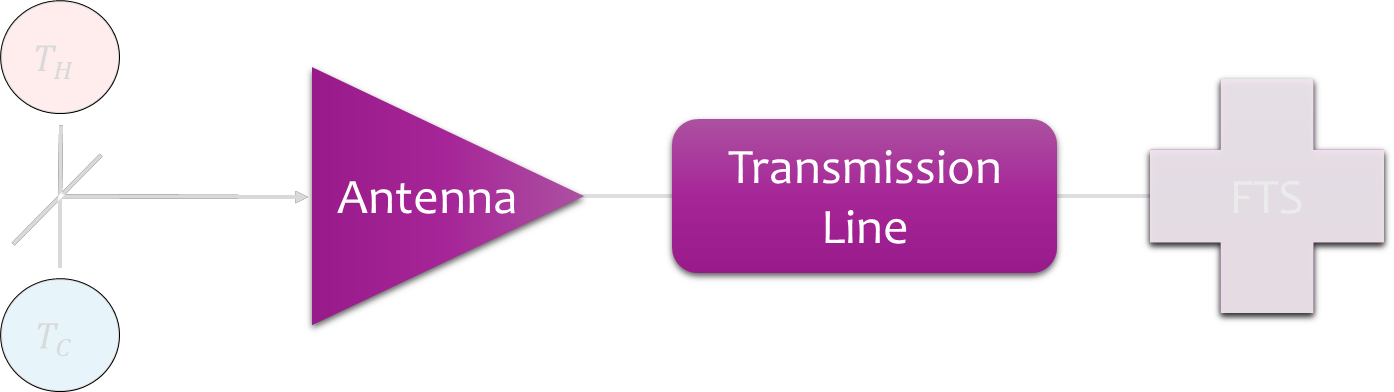 T_H
Antenna
Transmission
Line
FTS
T_C